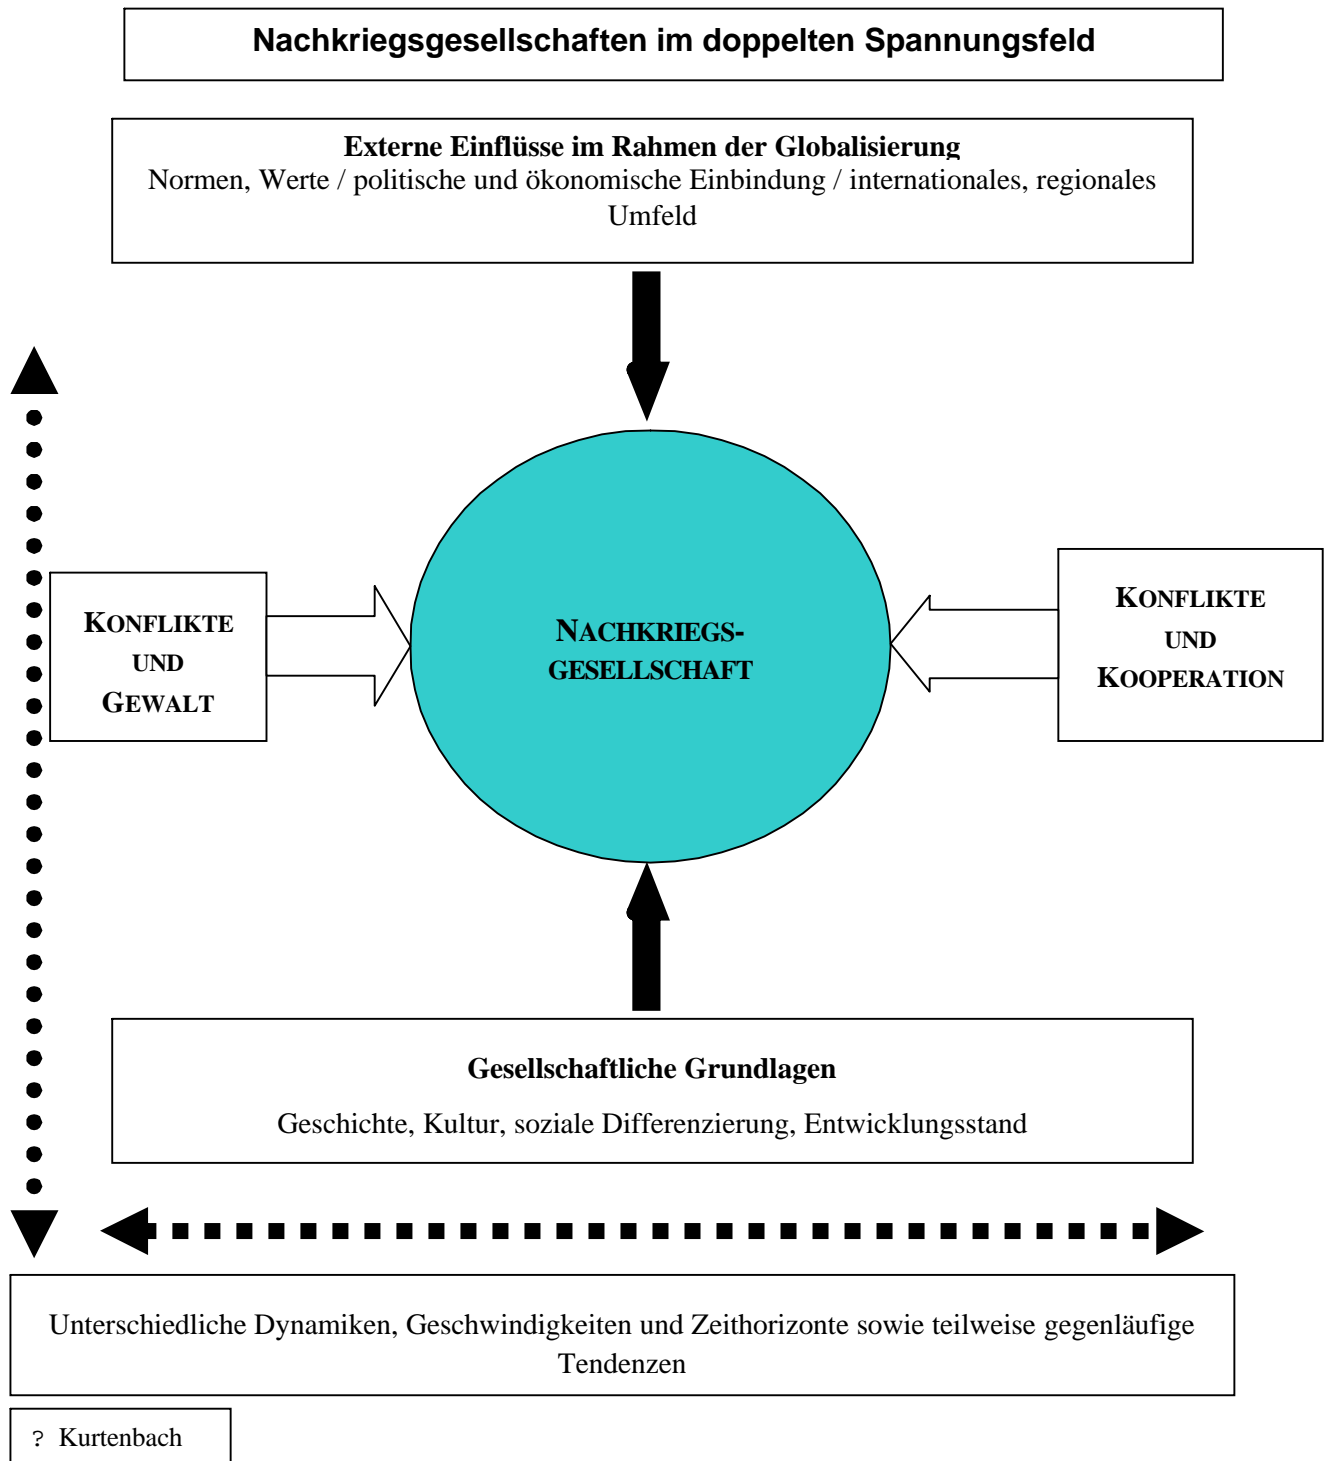 Nachkriegsgesellschaften im doppelten Spannungsfeld
Externe Einflüsse im Rahmen der Globalisierung
Normen, Werte / politische und ökonomische Einbindung / internationales, regionales
Umfeld
KONFLIKTE
UND
GEWALT
NACHKRIEGS-
GESELLSCHAFT
KONFLIKTE
UND
KOOPERATION
Gesellschaftliche Grundlagen
Geschichte, Kultur, soziale Differenzierung, Entwicklungsstand
Unterschiedliche Dynamiken, Geschwindigkeiten und Zeithorizonte sowie teilweise gegenläufige
Tendenzen
? Kurtenbach